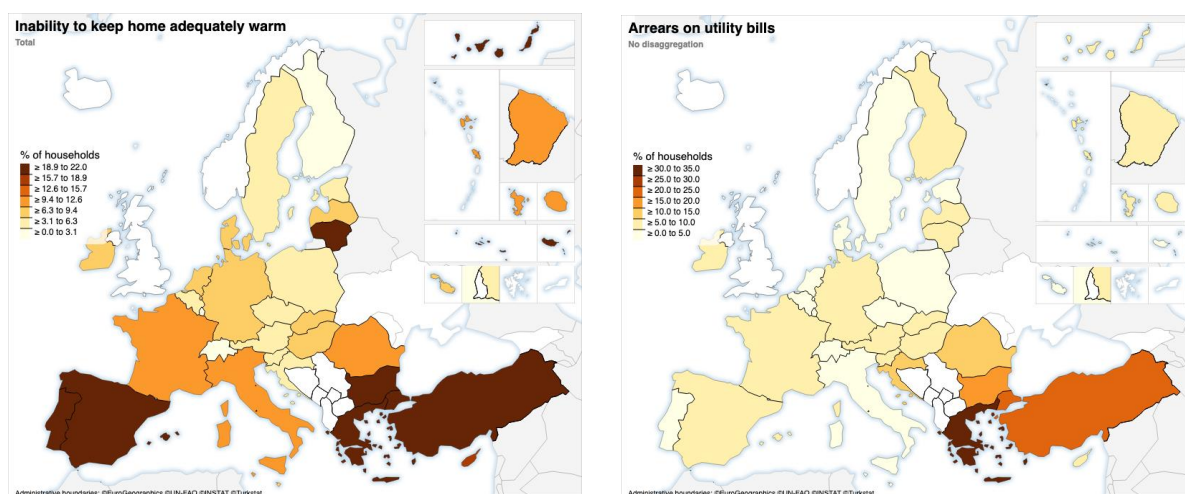 Inability to keep home adequately warm
Total
% of households
≥ 18.9 to 22.0
≥ 15.7 to 18.9
≥ 12.6 to 15.7
≥ 9.4 to 12.6
≥ 6.3 to 9.4
≥ 3.1 to 6.3
≥ 0.0 to 3.1
Administrative boundaries: ©EuroGeographics ©UN-FAO ©INSTAT ©Turkstat
Arrears on utility bills
No disaggregation
% of households
≥ 30.0 to 35.0
≥ 25.0 to 30.0
≥ 20.0 to 25.0
≥ 15.0 to 20.0
≥ 10.0 to 15.0
≥ 5.0 to 10.0
≥ 0.0 to 5.0
Administrative boundaries: ©EuroGeographics ©UN-FAO ©INSTAT ©Turkstat